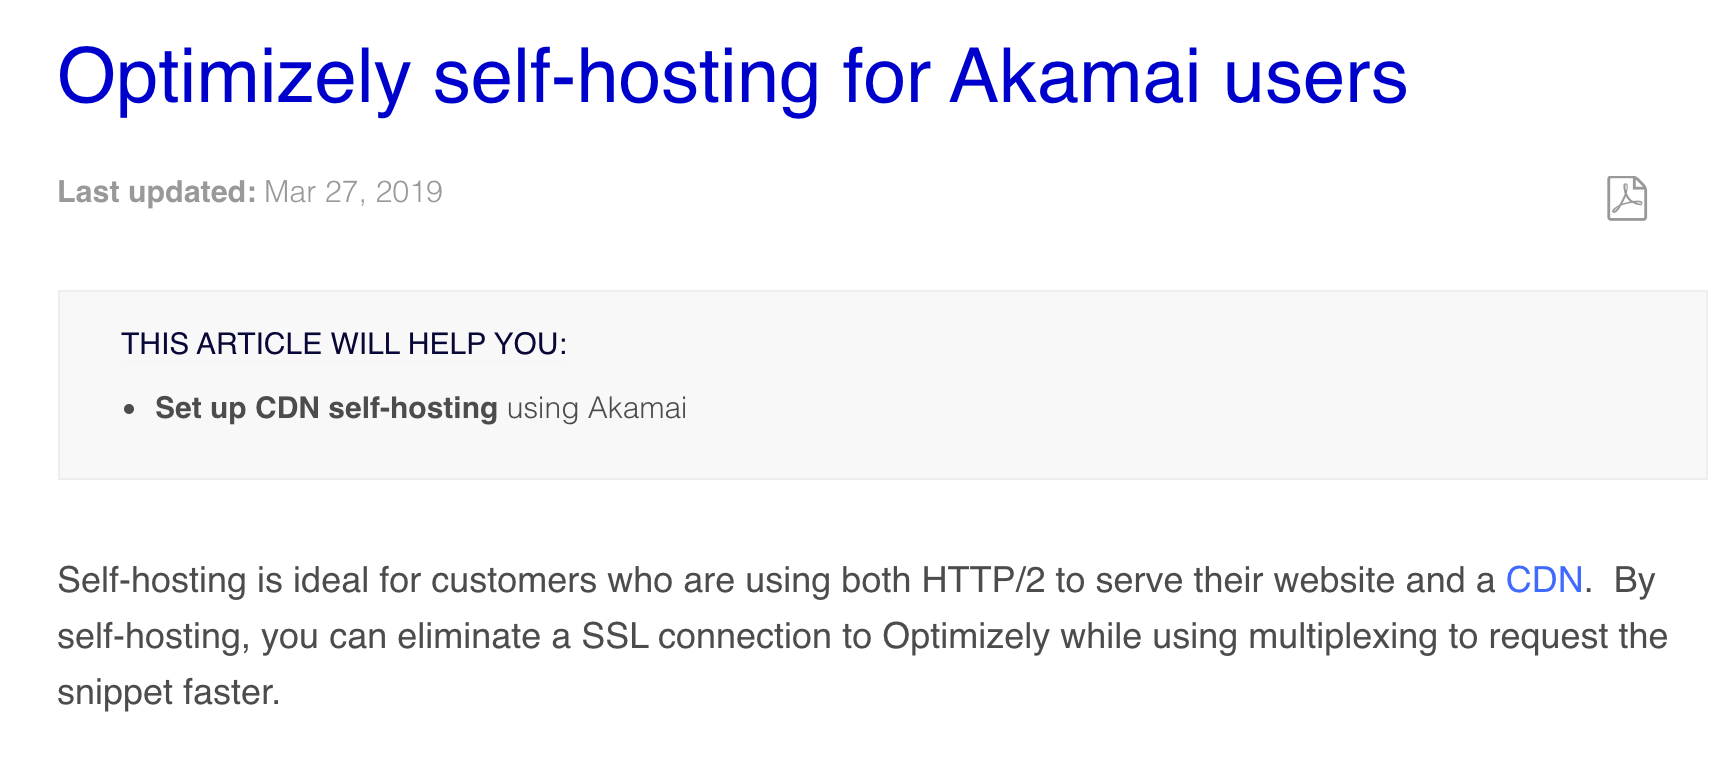 Optimizely self-hosting for Akamai users
Last updated: Mar 27, 2019
THIS ARTICLE WILL HELP YOU:
• Set up CDN self-hosting using Akamai
Self-hosting is ideal for customers who are using both HTTP/2 to serve their website and a CDN.  By
self-hosting, you can eliminate a SSL connection to Optimizely while using multiplexing to request the
snippet faster.